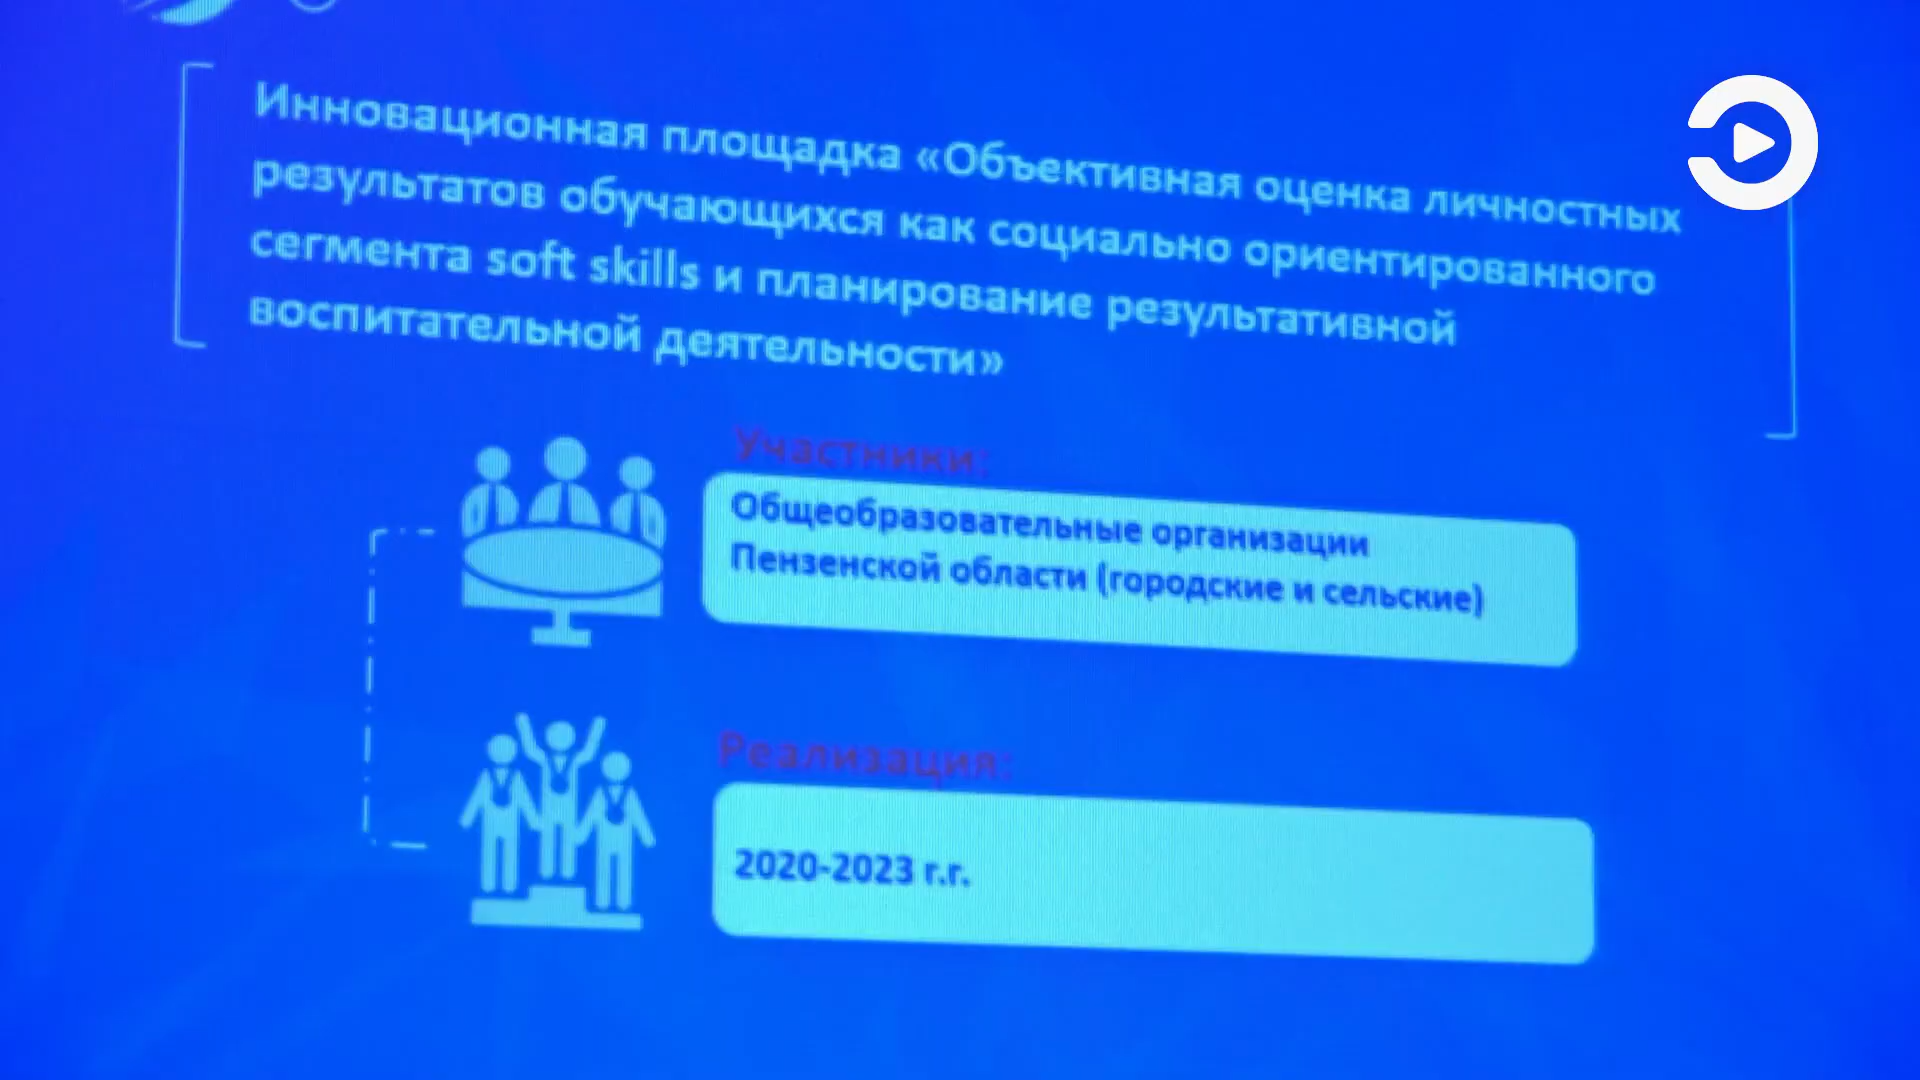 Инновационная площадка «Объективная оценка личностных
результатов обучающихся как социально ориентированного
сегмента soft skills и планирование результативной
воспитательной деятельности»
Участники:
Общеобразовательные организации
Пензенской области (городские и сельские)
Реализация:
2020-2023 г.г.